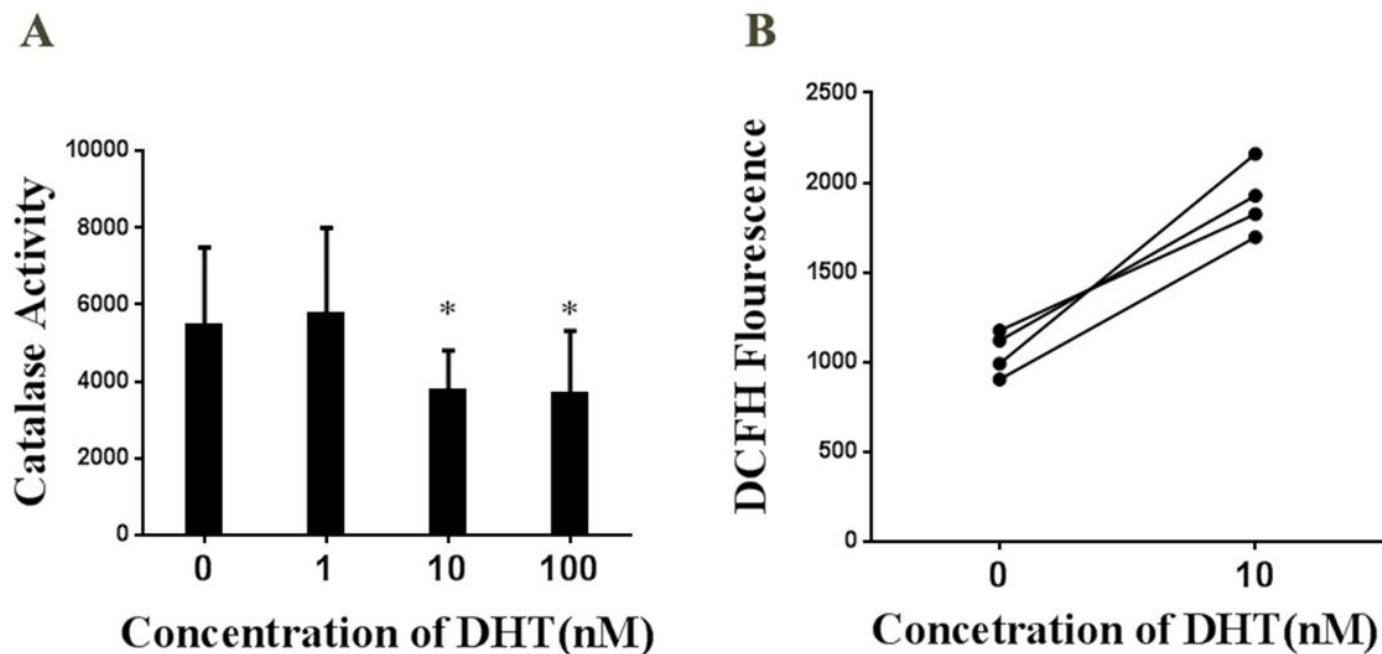 A
Catalase Activity
10000
8000
6000
4000
2000
0
* *
0 1 10 100
Concentration of DHT(nM)
B
DCFH Flourescence
2500
2000
1500
1000
500
0
0 10
Concetration of DHT(nM)